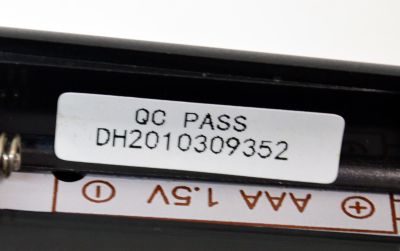 QC PASS
DH2010309352
⊕ AAA 1.5V ⊖